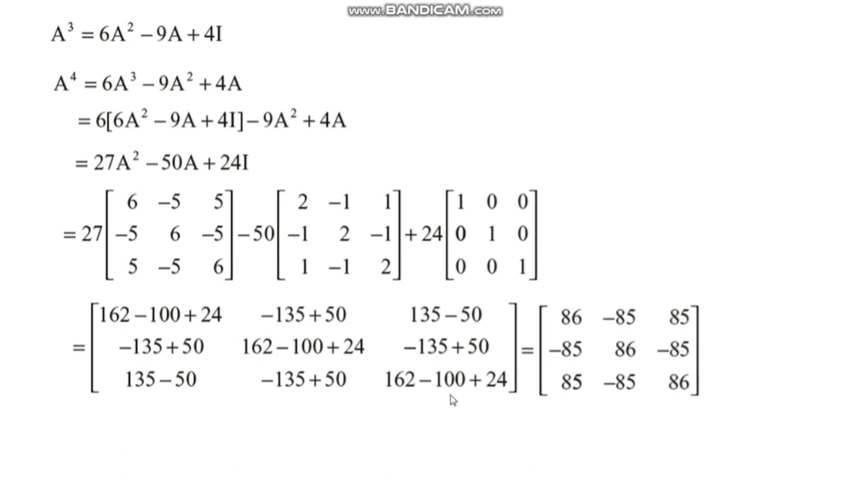 www.BANDICAM.com
A³ = 6A² − 9A + 4I
A⁴ = 6A³ − 9A² + 4A
= 6[6A² − 9A + 4I] − 9A² + 4A
= 27A² − 50A + 24I
= 27 [6 −5 5; −5 6 −5; 5 −5 6] − 50 [2 −1 1; −1 2 −1; 1 −1 2] + 24 [1 0 0; 0 1 0; 0 0 1]
= [162 − 100 + 24 −135 + 50 135 − 50; −135 + 50 162 − 100 + 24 −135 + 50; 135 − 50 −135 + 50 162 − 100 + 24] = [86 −85 85; −85 86 −85; 85 −85 86]